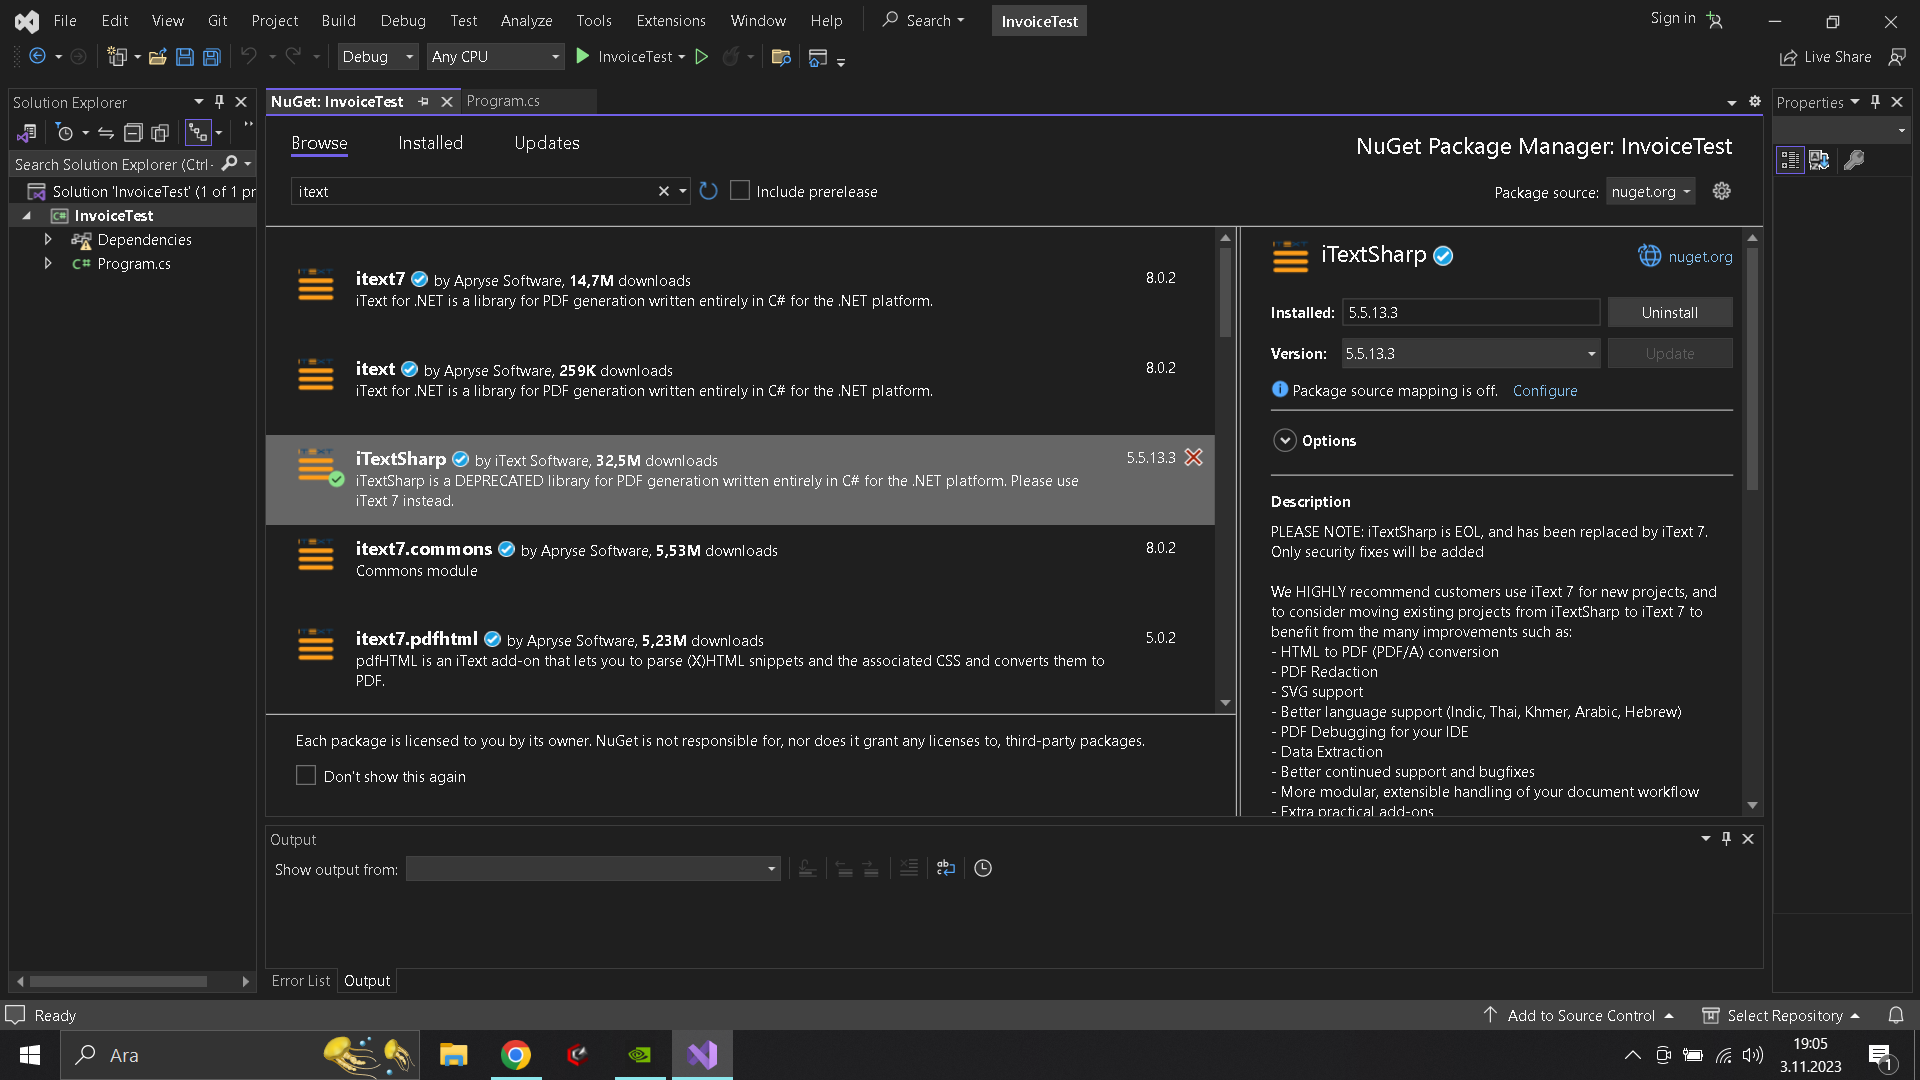 File Edit View Git Project Build Debug Test Analyze Tools Extensions Window Help Search InvoiceTest Sign in
Debug Any CPU InvoiceTest Live Share
Solution Explorer
Search Solution Explorer (Ctrl-
Solution 'InvoiceTest' (1 of 1 pr
InvoiceTest
Dependencies
C# Program.cs
NuGet: InvoiceTest Program.cs
Browse Installed Updates
NuGet Package Manager: InvoiceTest
itext
Include prerelease
Package source: nuget.org
itext7 by Apryse Software, 14,7M downloads 8.0.2
iText for .NET is a library for PDF generation written entirely in C# for the .NET platform.
itext by Apryse Software, 259K downloads 8.0.2
iText for .NET is a library for PDF generation written entirely in C# for the .NET platform.
iTextSharp by iText Software, 32,5M downloads 5.5.13.3
iTextSharp is a DEPRECATED library for PDF generation written entirely in C# for the .NET platform. Please use
iText 7 instead.
itext7.commons by Apryse Software, 5,53M downloads 8.0.2
Commons module
itext7.pdfhtml by Apryse Software, 5,23M downloads 5.0.2
pdfHTML is an iText add-on that lets you to parse (X)HTML snippets and the associated CSS and converts them to
PDF.
Each package is licensed to you by its owner. NuGet is not responsible for, nor does it grant any licenses to, third-party packages.
Don't show this again
iTextSharp nuget.org
Installed: 5.5.13.3 Uninstall
Version: 5.5.13.3 Update
Package source mapping is off. Configure
Options
Description
PLEASE NOTE: iTextSharp is EOL, and has been replaced by iText 7.
Only security fixes will be added
We HIGHLY recommend customers use iText 7 for new projects, and
to consider moving existing projects from iTextSharp to iText 7 to
benefit from the many improvements such as:
- HTML to PDF (PDF/A) conversion
- PDF Redaction
- SVG support
- Better language support (Indic, Thai, Khmer, Arabic, Hebrew)
- PDF Debugging for your IDE
- Data Extraction
- Better continued support and bugfixes
- More modular, extensible handling of your document workflow
- Extra practical add-ons
Properties
Output
Show output from:
Error List Output
Ready Add to Source Control Select Repository
Ara
19:05
3.11.2023
1